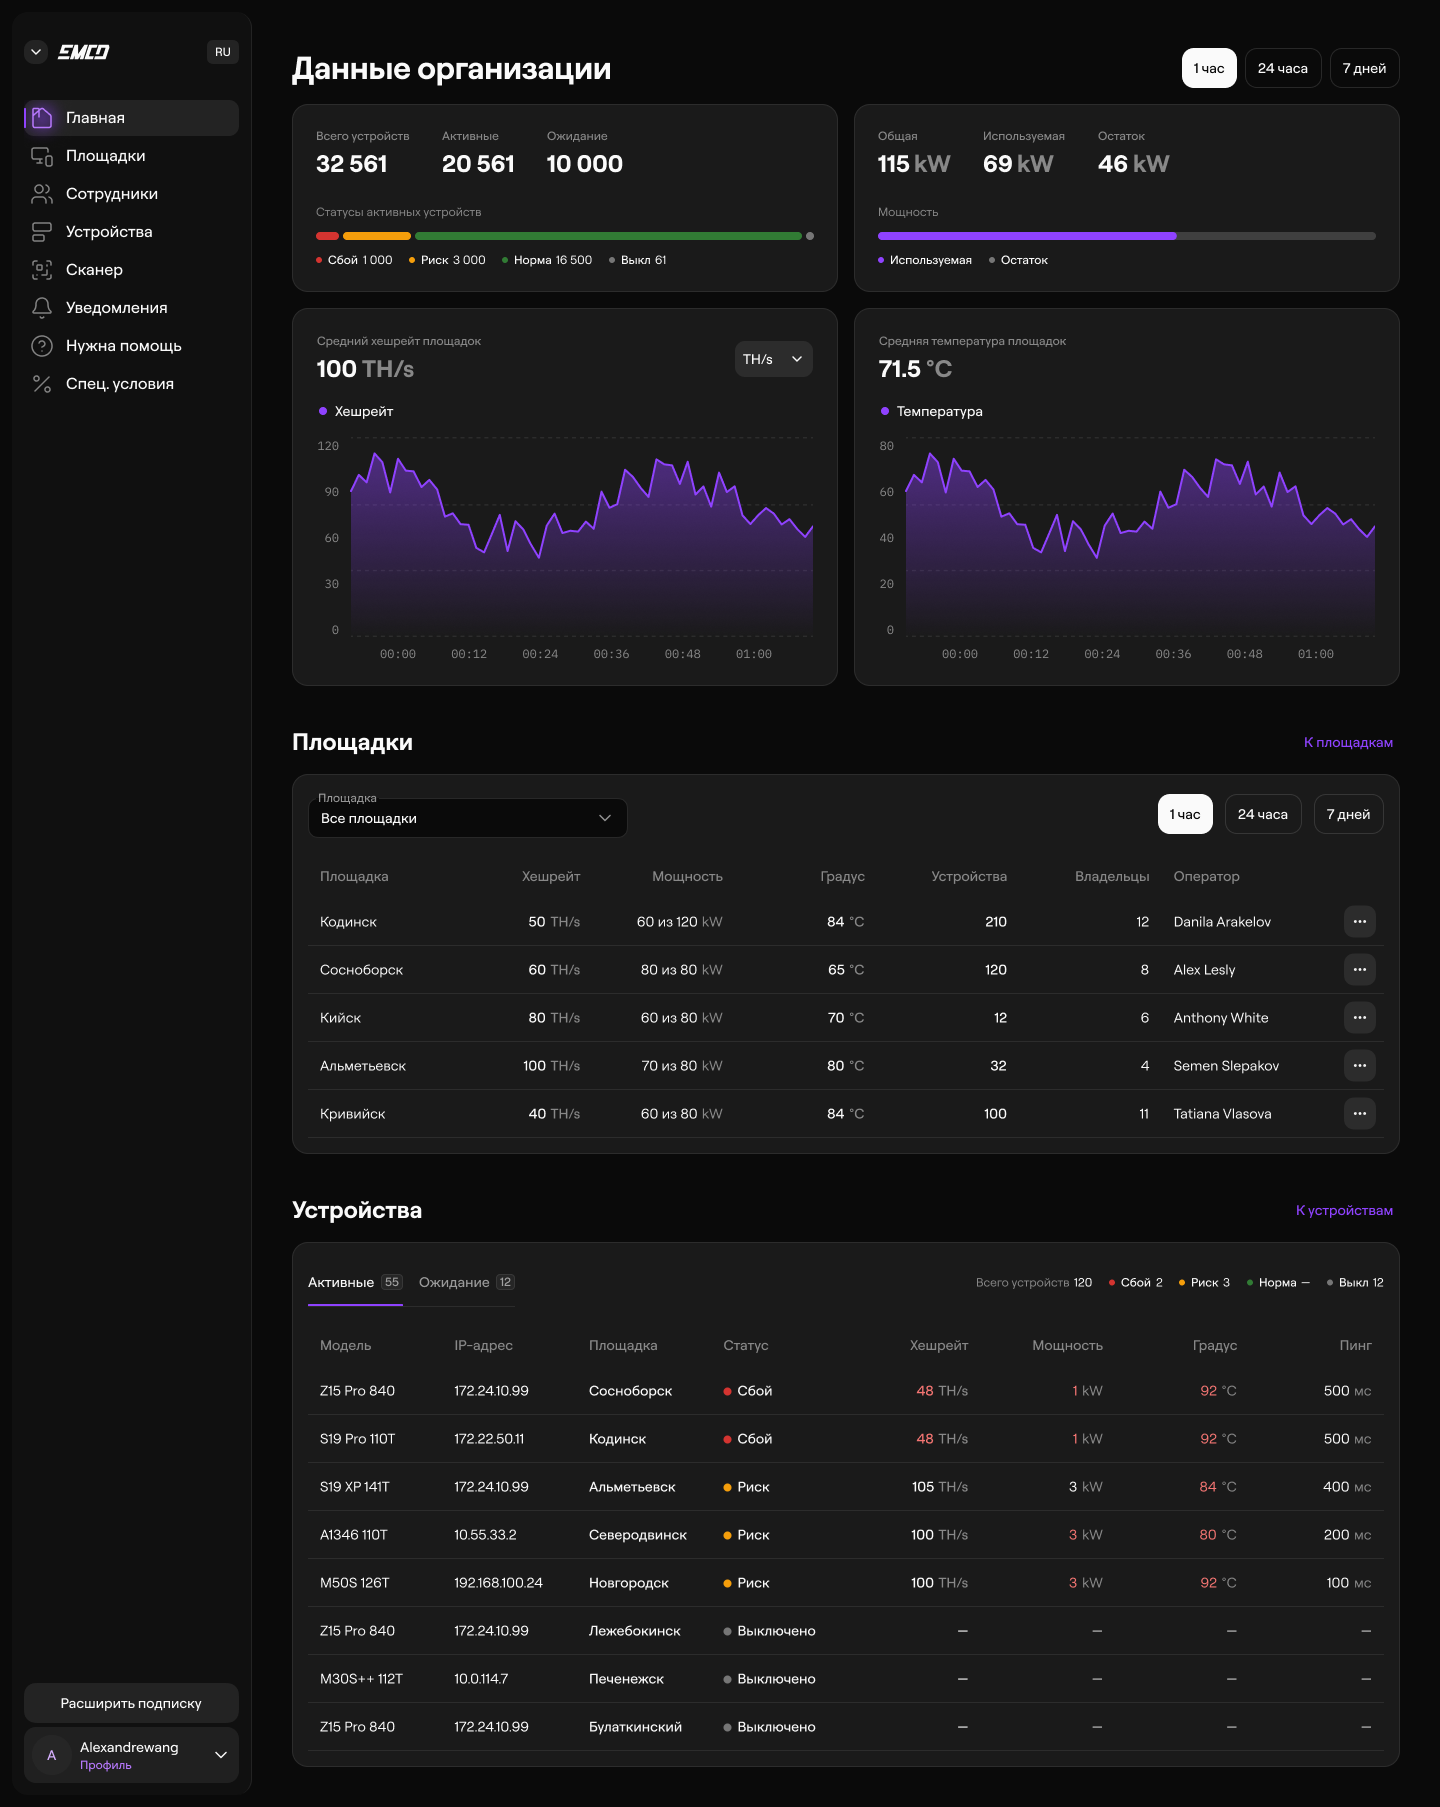 SMCO
RU
Главная
Площадки
Сотрудники
Устройства
Сканер
Уведомления
Нужна помощь
Спец. условия
Расширить подписку
A
Alexandrewang
Профиль
Данные организации
1 час 24 часа 7 дней
Всего устройств Активные Ожидание
32 561 20 561 10 000
Статусы активных устройств
Сбой 1 000 Риск 3 000 Норма 16 500 Выкл 61
Общая Используемая Остаток
115 kW 69 kW 46 kW
Мощность
Используемая Остаток
Средний хешрейт площадок
100 TH/s
TH/s
Хешрейт
120
90
60
30
0
00:00 00:12 00:24 00:36 00:48 01:00
Средняя температура площадок
71.5 °C
Температура
80
60
40
20
0
00:00 00:12 00:24 00:36 00:48 01:00
Площадки
К площадкам
Площадка
Все площадки
1 час 24 часа 7 дней
Площадка Хешрейт Мощность Градус Устройства Владельцы Оператор
Кодинск 50 TH/s 60 из 120 kW 84 °C 210 12 Danila Arakelov
Сосноборск 60 TH/s 80 из 80 kW 65 °C 120 8 Alex Lesly
Кийск 80 TH/s 60 из 80 kW 70 °C 12 6 Anthony White
Альметьевск 100 TH/s 70 из 80 kW 80 °C 32 4 Semen Slepakov
Кривийск 40 TH/s 60 из 80 kW 84 °C 100 11 Tatiana Vlasova
Устройства
К устройствам
Активные 55 Ожидание 12
Всего устройств 120 Сбой 2 Риск 3 Норма — Выкл 12
Модель IP-адрес Площадка Статус Хешрейт Мощность Градус Пинг
Z15 Pro 840 172.24.10.99 Сосноборск Сбой 48 TH/s 1 kW 92 °C 500 мс
S19 Pro 110T 172.22.50.11 Кодинск Сбой 48 TH/s 1 kW 92 °C 500 мс
S19 XP 141T 172.24.10.99 Альметьевск Риск 105 TH/s 3 kW 84 °C 400 мс
A1346 110T 10.55.33.2 Северодвинск Риск 100 TH/s 3 kW 80 °C 200 мс
M50S 126T 192.168.100.24 Новгородск Риск 100 TH/s 3 kW 92 °C 100 мс
Z15 Pro 840 172.24.10.99 Лежебокинск Выключено — — — —
M30S++ 112T 10.0.114.7 Печенежск Выключено — — — —
Z15 Pro 840 172.24.10.99 Булаткинский Выключено — — — —